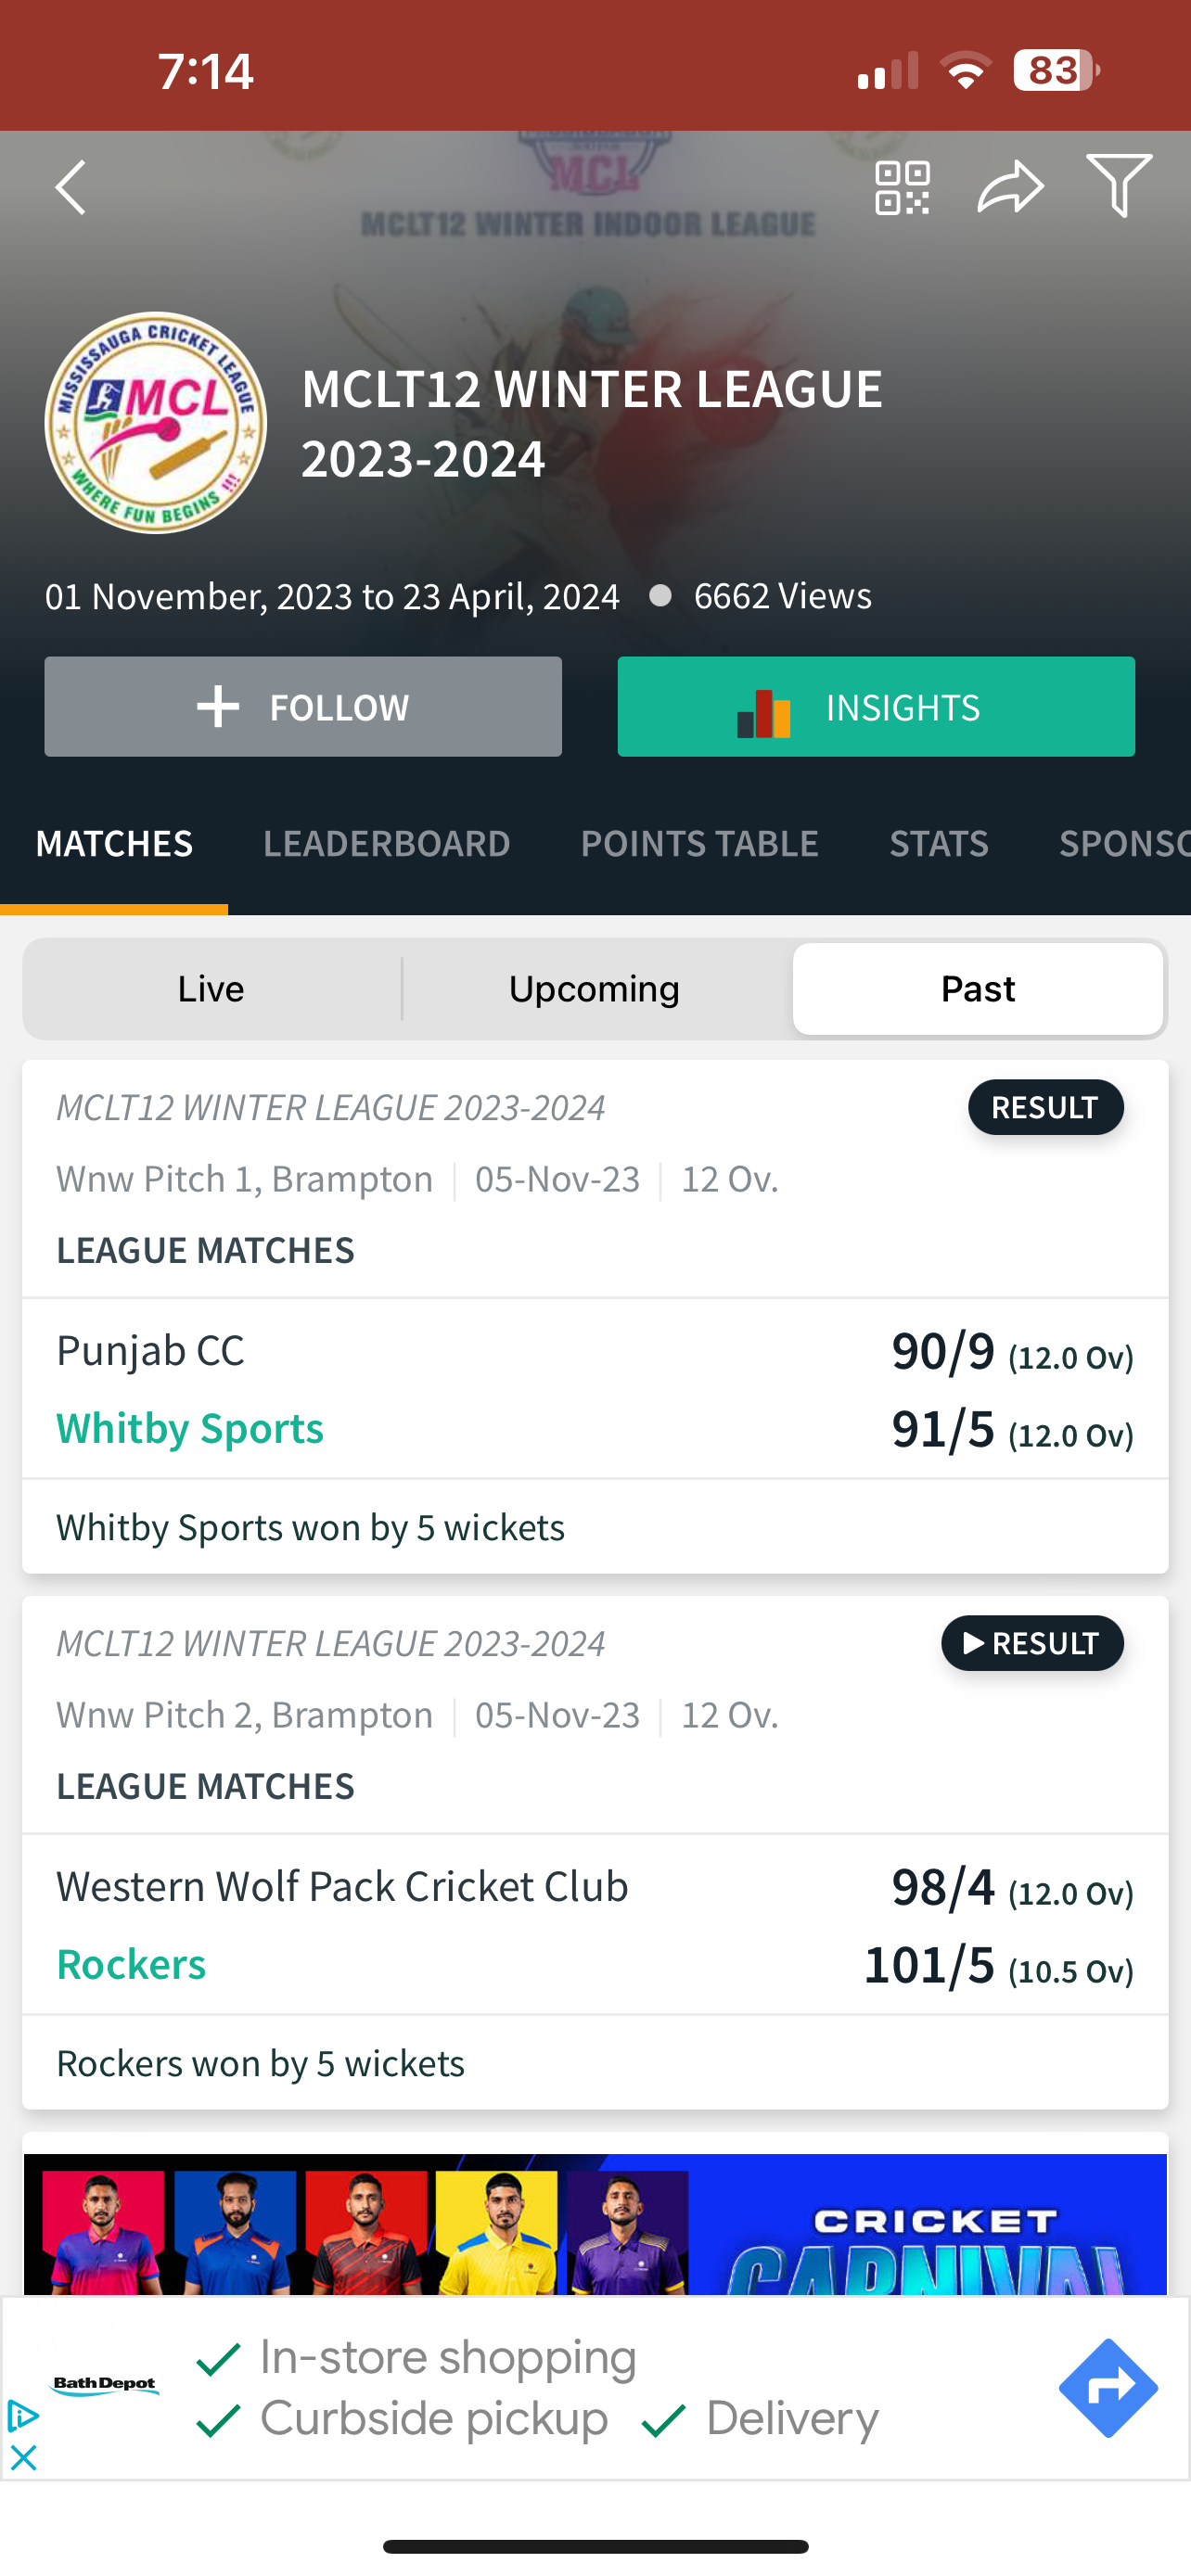 7:14
83
MCL
MCLT12 WINTER INDOOR LEAGUE
MISSISSAUGA CRICKET LEAGUE
MCL
WHERE FUN BEGINS !!!
MCLT12 WINTER LEAGUE
2023-2024
01 November, 2023 to 23 April, 2024 ● 6662 Views
+ FOLLOW
INSIGHTS
MATCHES LEADERBOARD POINTS TABLE STATS SPONSO
Live Upcoming Past
MCLT12 WINTER LEAGUE 2023-2024 RESULT
Wnw Pitch 1, Brampton | 05-Nov-23 | 12 Ov.
LEAGUE MATCHES
Punjab CC 90/9 (12.0 Ov)
Whitby Sports 91/5 (12.0 Ov)
Whitby Sports won by 5 wickets
MCLT12 WINTER LEAGUE 2023-2024 RESULT
Wnw Pitch 2, Brampton | 05-Nov-23 | 12 Ov.
LEAGUE MATCHES
Western Wolf Pack Cricket Club 98/4 (12.0 Ov)
Rockers 101/5 (10.5 Ov)
Rockers won by 5 wickets
CRICKET
CARNIVAL
Bath Depot
In-store shopping
Curbside pickup Delivery